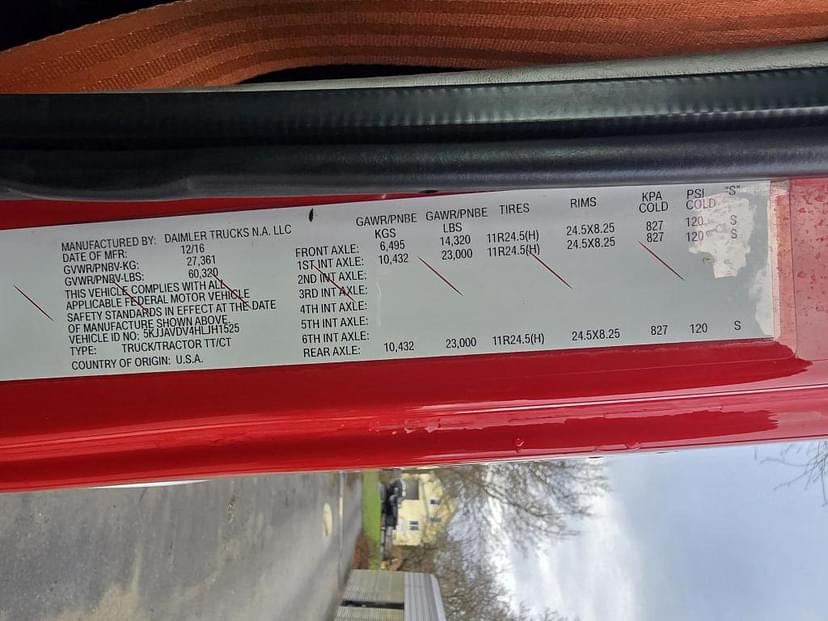 MANUFACTURED BY: DAIMLER TRUCKS N.A. LLC
DATE OF MFR: 12/16
GVWR/PNBV-KG: 27,361
GVWR/PNBV-LBS: 60,320
THIS VEHICLE COMPLIES WITH ALL
APPLICABLE FEDERAL MOTOR VEHICLE
SAFETY STANDARDS IN EFFECT AT THE DATE
OF MANUFACTURE SHOWN ABOVE.
VEHICLE ID NO: 5KJJAVDV4HLJH1525
TYPE: TRUCK/TRACTOR TT/CT
COUNTRY OF ORIGIN: U.S.A.
GAWR/PNBE KGS GAWR/PNBE LBS TIRES RIMS KPA COLD PSI COLD "S"
FRONT AXLE: 6,495 14,320 11R24.5(H) 24.5X8.25 827 120 S
1ST INT AXLE: 10,432 23,000 11R24.5(H) 24.5X8.25 827 120 S
2ND INT AXLE:
3RD INT AXLE:
4TH INT AXLE:
5TH INT AXLE:
6TH INT AXLE:
REAR AXLE: 10,432 23,000 11R24.5(H) 24.5X8.25 827 120 S